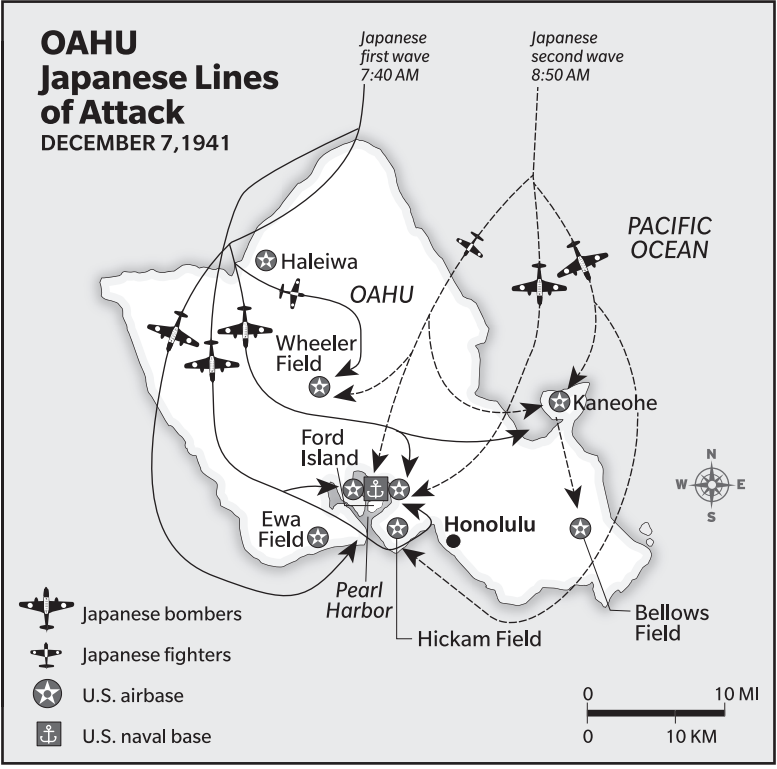 OAHU
Japanese Lines
of Attack
DECEMBER 7, 1941
Japanese
first wave
7:40 AM
Japanese
second wave
8:50 AM
PACIFIC
OCEAN
Haleiwa
OAHU
Wheeler
Field
Kaneohe
Ford
Island
N
W
E
S
Ewa
Field
Honolulu
Pearl
Harbor
Hickam Field
Bellows
Field
Japanese bombers
Japanese fighters
U.S. airbase
U.S. naval base
0 10 MI
0 10 KM